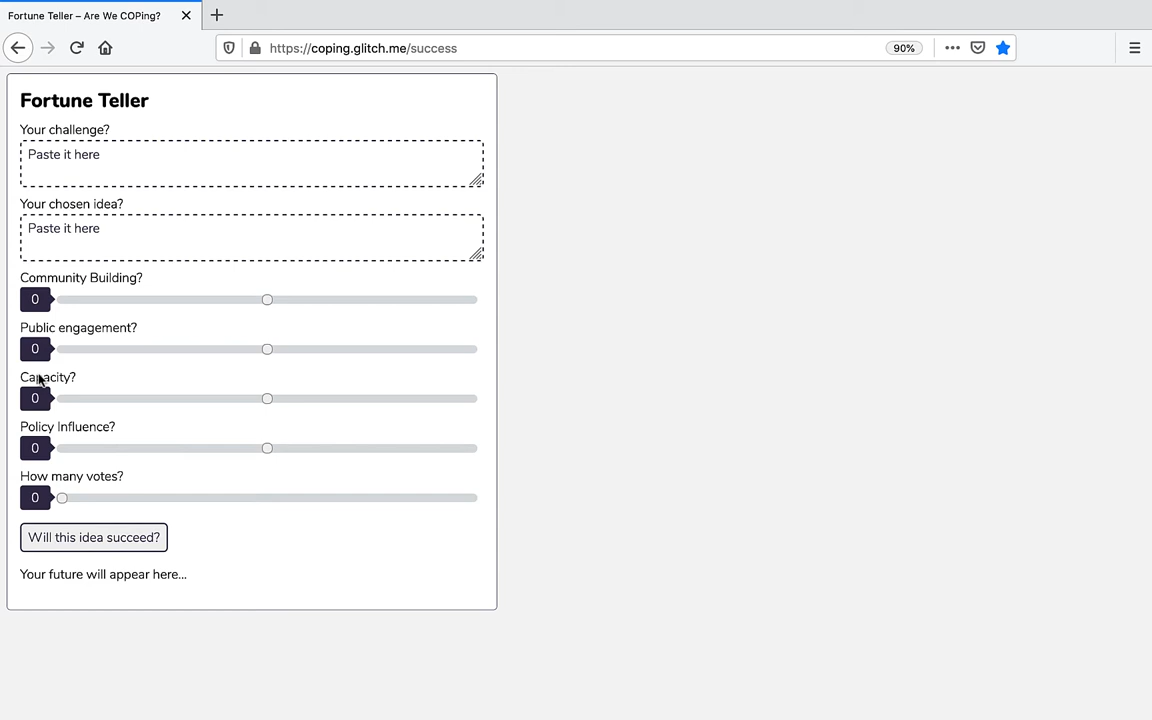 Fortune Teller – Are We COPing?
https://coping.glitch.me/success
90%
Fortune Teller
Your challenge?
Paste it here
Your chosen idea?
Paste it here
Community Building?
0
Public engagement?
0
Capacity?
0
Policy Influence?
0
How many votes?
0
Will this idea succeed?
Your future will appear here...